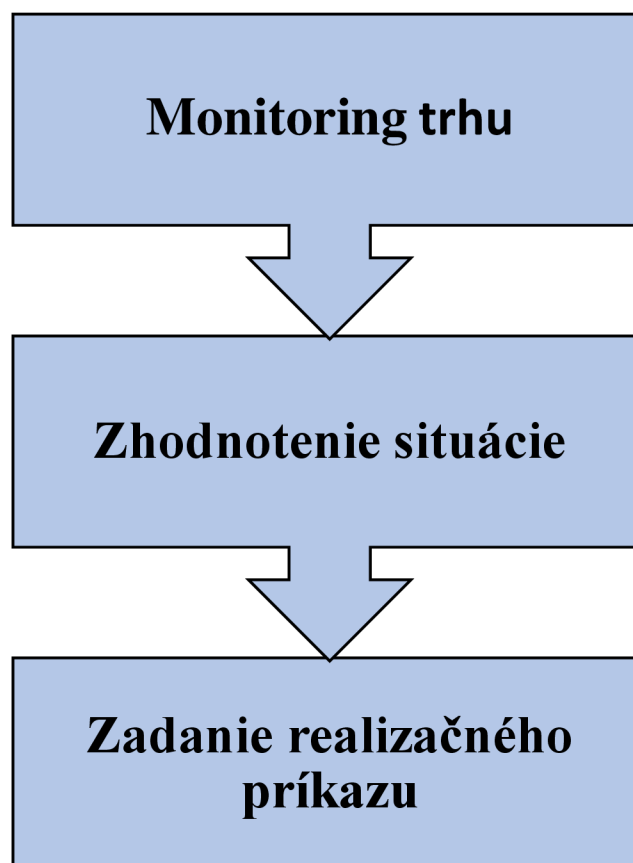 Monitoring trhu
Zhodnotenie situácie
Zadanie realizačného
príkazu